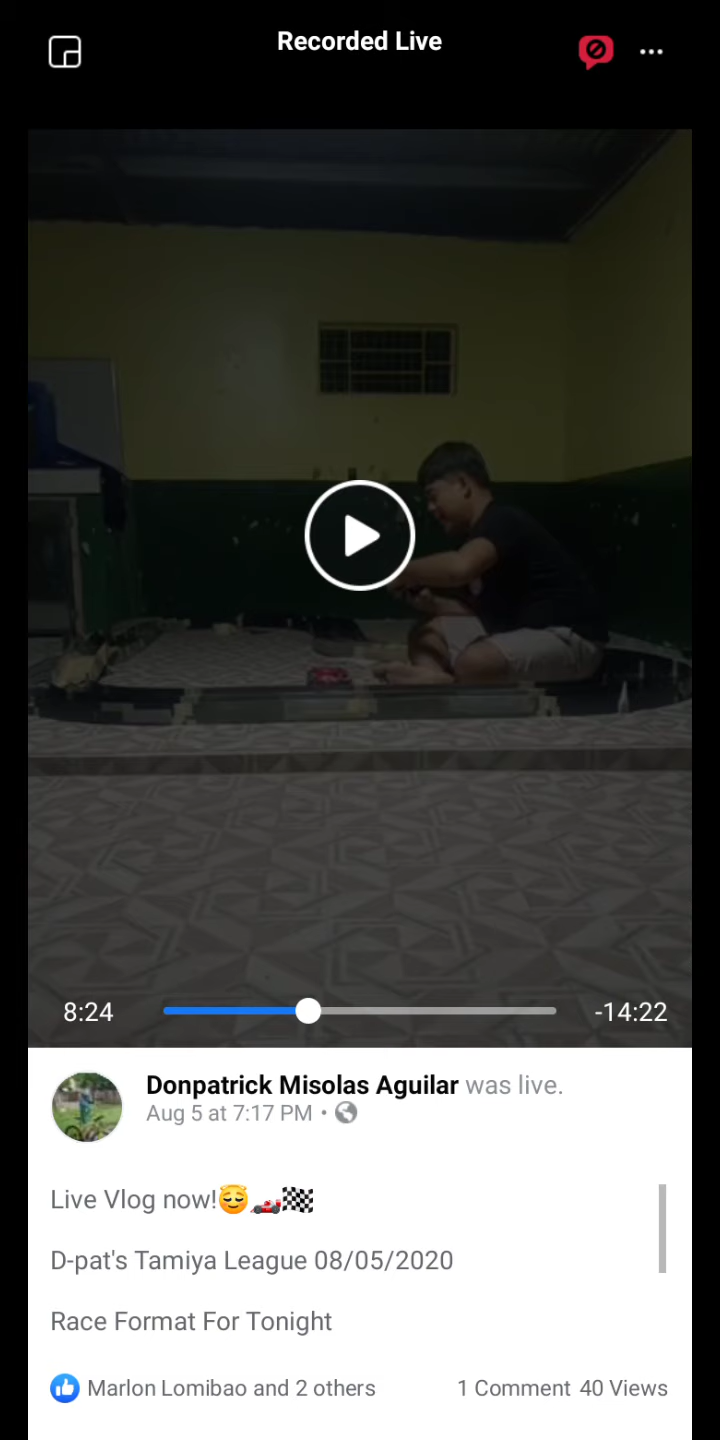 Recorded Live
8:24
-14:22
Donpatrick Misolas Aguilar was live.
Aug 5 at 7:17 PM •
Live Vlog now!😇🏎️🏁
D-pat's Tamiya League 08/05/2020
Race Format For Tonight
Marlon Lomibao and 2 others 1 Comment 40 Views